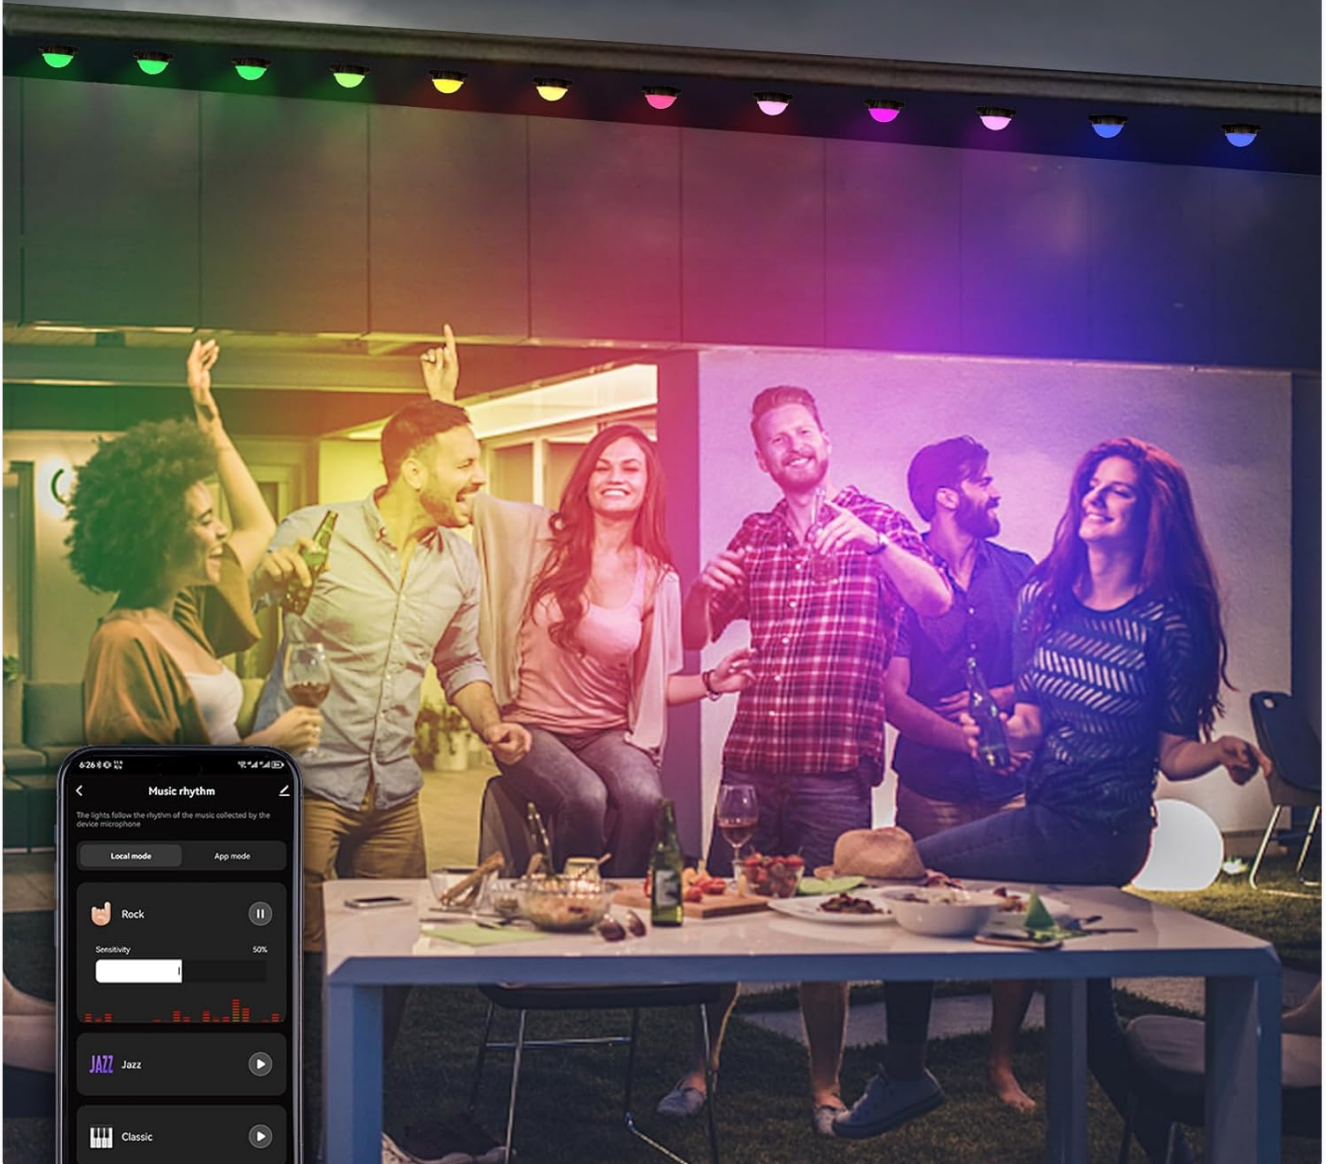 6:26
Music rhythm
The lights follow the rhythm of the music collected by the
device microphone
Local mode App mode
Rock
Sensitivity 50%
JAZZ Jazz
Classic